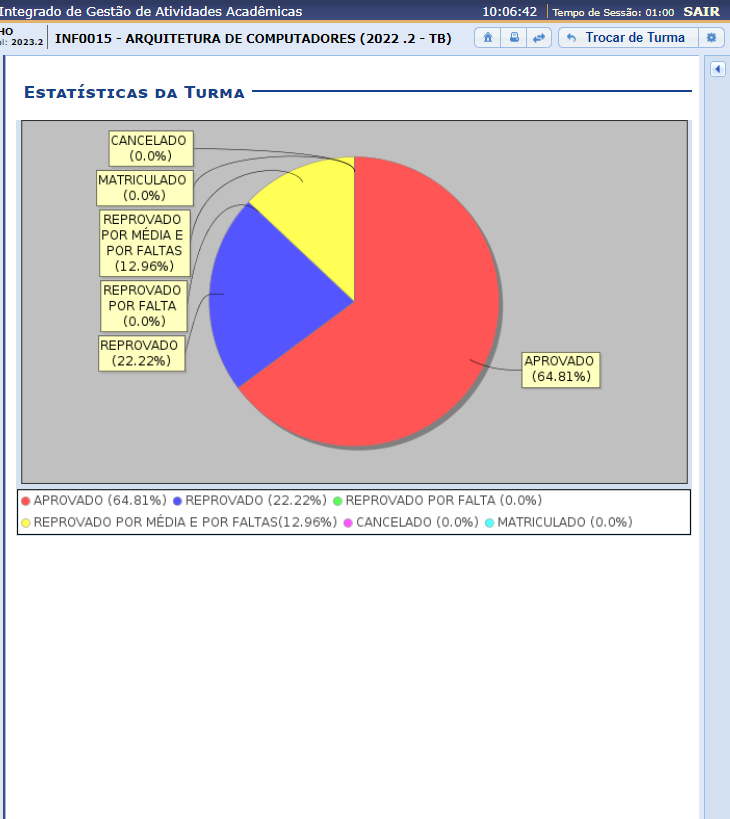 Integrado de Gestão de Atividades Acadêmicas 10:06:42 Tempo de Sessão: 01:00 SAIR
HO
el: 2023.2
INF0015 - ARQUITETURA DE COMPUTADORES (2022 .2 - TB) Trocar de Turma
Estatísticas da Turma
CANCELADO
(0.0%)
MATRICULADO
(0.0%)
REPROVADO
POR MÉDIA E
POR FALTAS
(12.96%)
REPROVADO
POR FALTA
(0.0%)
REPROVADO
(22.22%)
APROVADO
(64.81%)
APROVADO (64.81%) REPROVADO (22.22%) REPROVADO POR FALTA (0.0%)
REPROVADO POR MÉDIA E POR FALTAS(12.96%) CANCELADO (0.0%) MATRICULADO (0.0%)